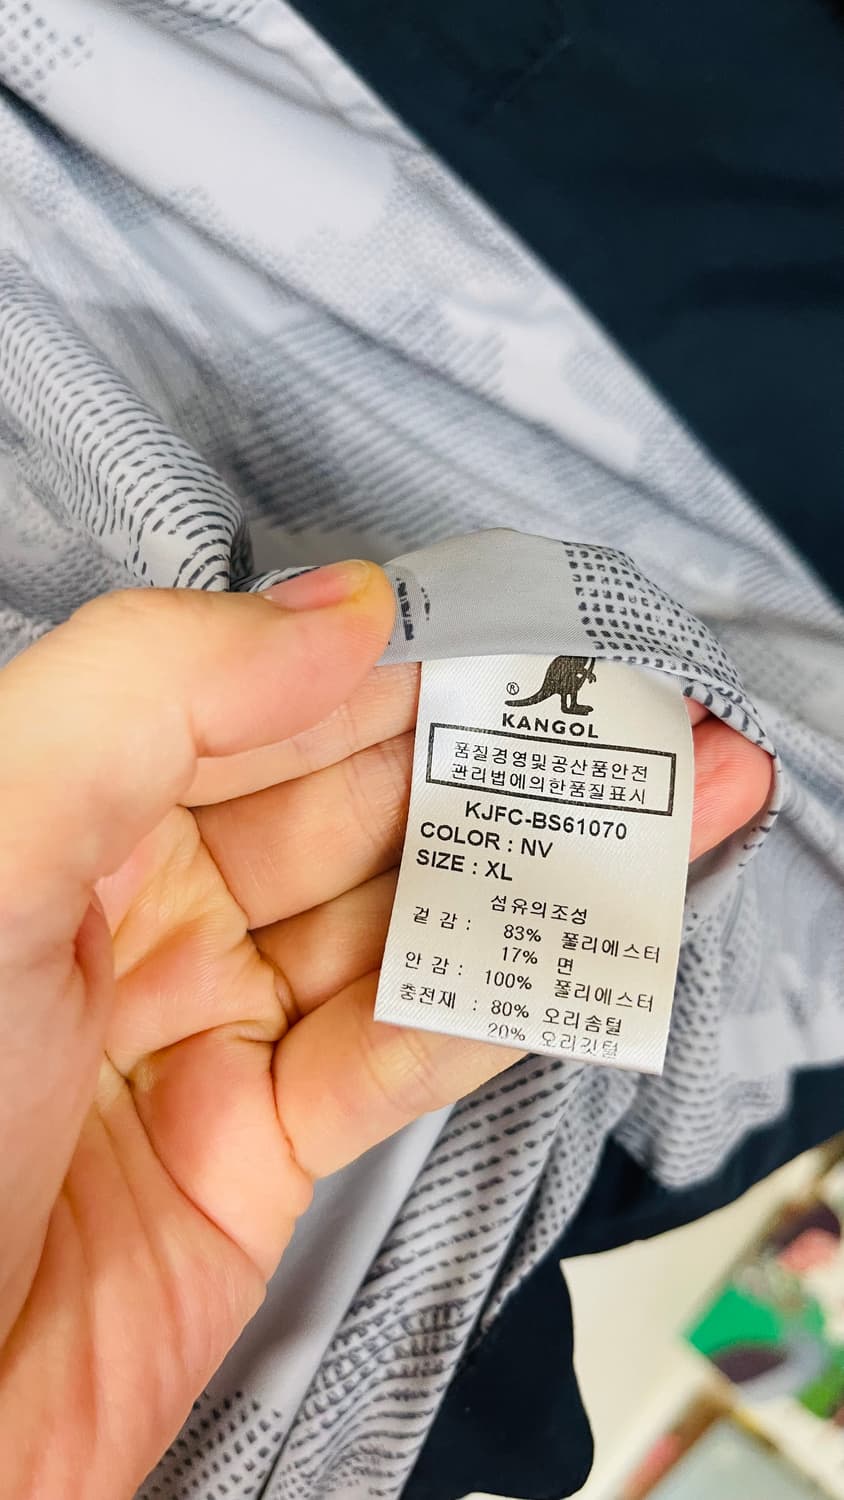 ®
KANGOL
품질경영및공산품안전
관리법에의한품질표시
KJFC-BS61070
COLOR : NV
SIZE : XL
섬유의조성
겉 감 : 83% 폴리에스터
17% 면
안 감 : 100% 폴리에스터
충전재 : 80% 오리솜털
20% 오리깃털